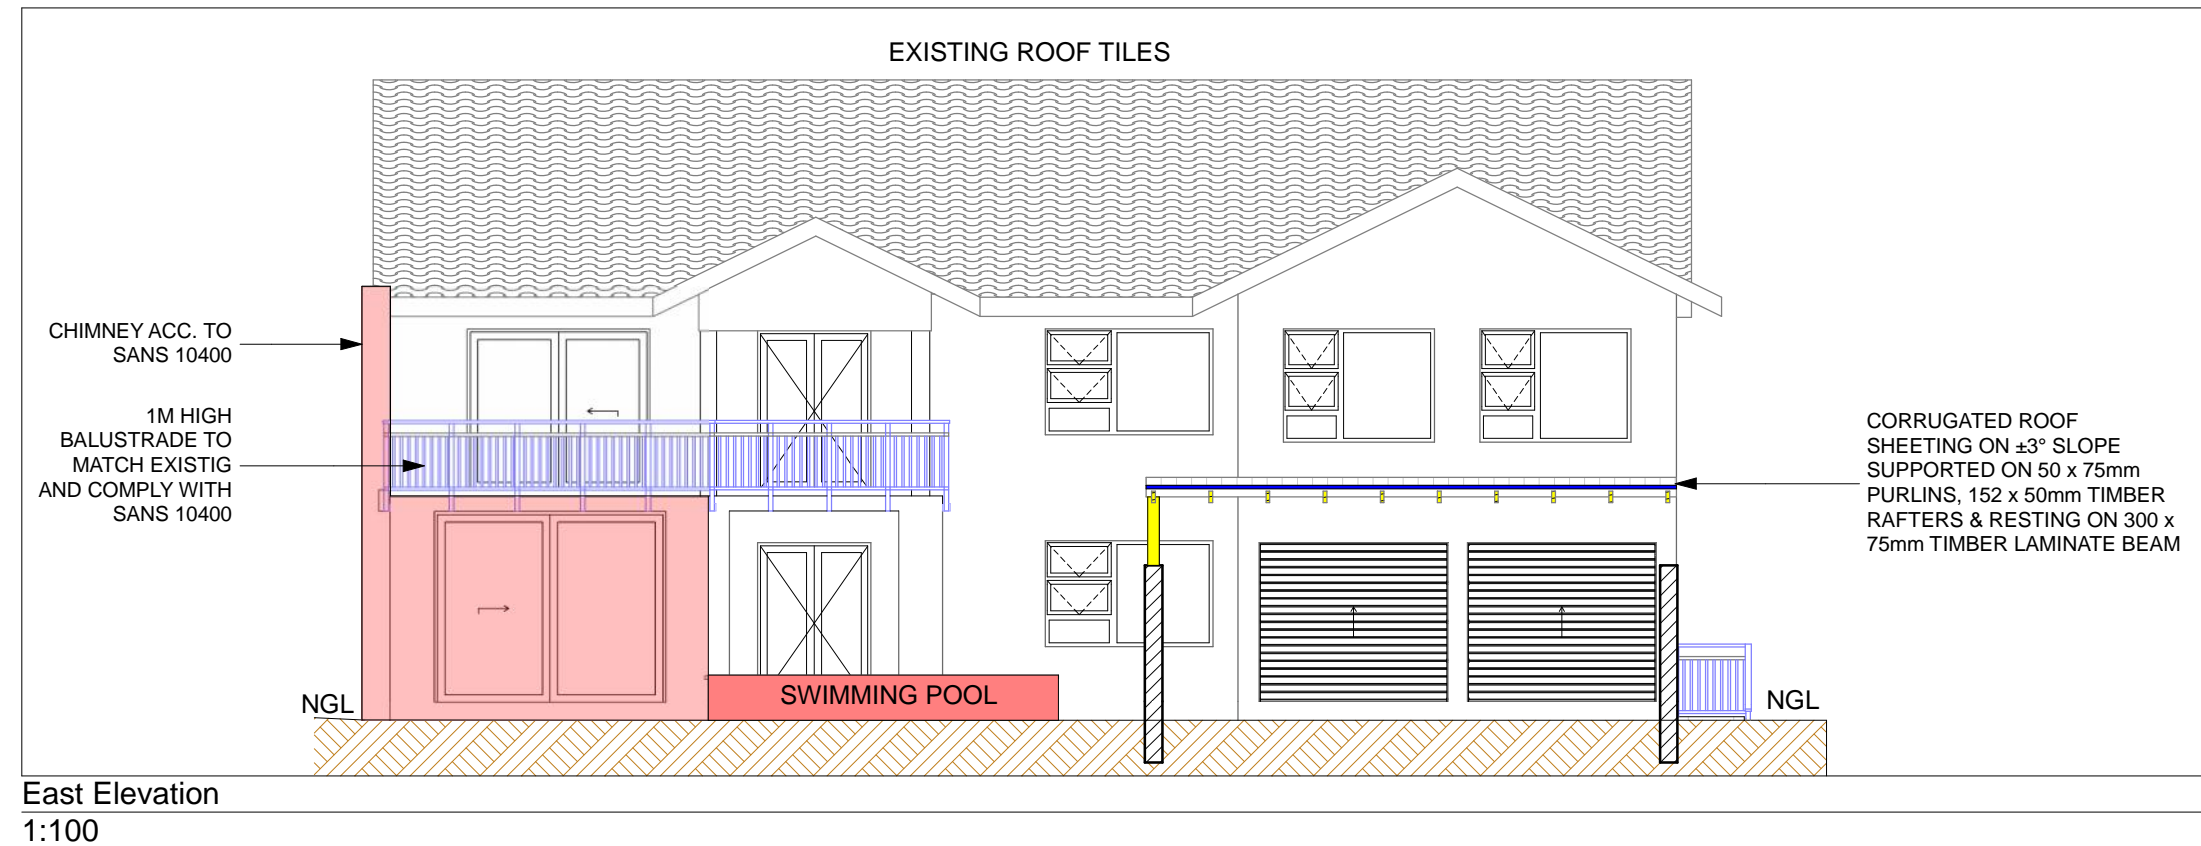 EXISTING ROOF TILES
CHIMNEY ACC. TO
SANS 10400
1M HIGH
BALUSTRADE TO
MATCH EXISTIG
AND COMPLY WITH
SANS 10400
CORRUGATED ROOF
SHEETING ON ±3° SLOPE
SUPPORTED ON 50 x 75mm
PURLINS, 152 x 50mm TIMBER
RAFTERS & RESTING ON 300 x
75mm TIMBER LAMINATE BEAM
NGL
SWIMMING POOL
NGL
East Elevation
1:100